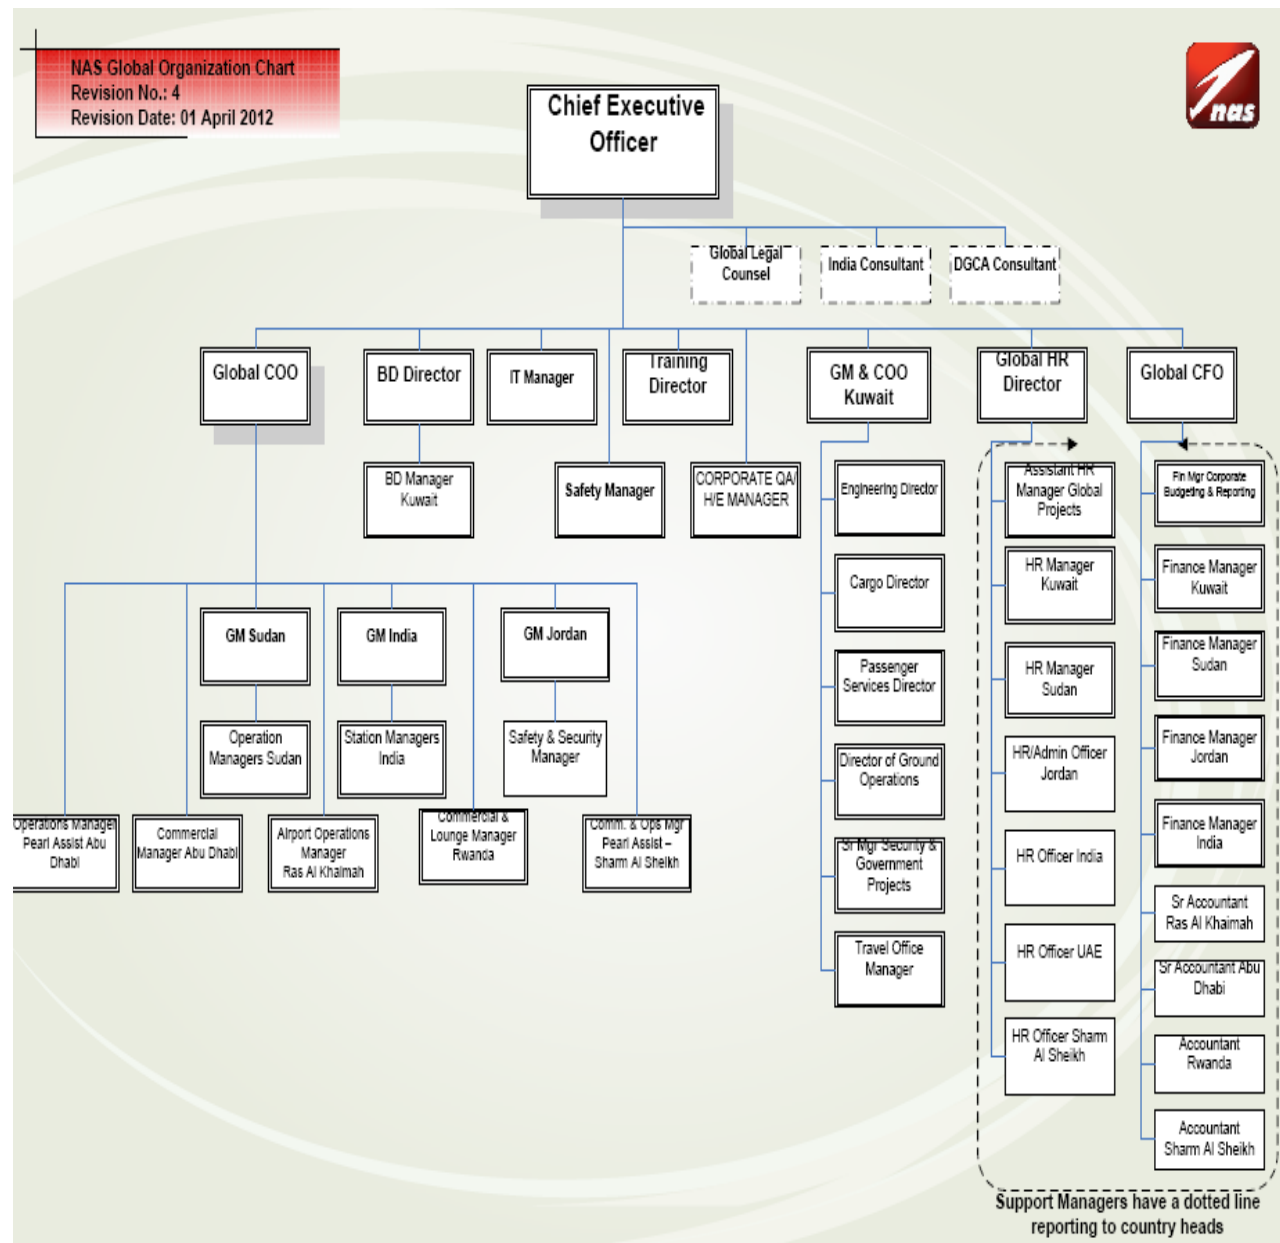 NAS Global Organization Chart
Revision No.: 4
Revision Date: 01 April 2012
nas
Chief Executive
Officer
Global Legal
Counsel
India Consultant
DGCA Consultant
Global COO
BD Director
IT Manager
Training
Director
GM & COO
Kuwait
Global HR
Director
Global CFO
BD Manager
Kuwait
Safety Manager
CORPORATE QA/
H/E MANAGER
Engineering Director
Cargo Director
Passenger
Services Director
Director of Ground
Operations
Sr Mgr Security &
Government
Projects
Travel Office
Manager
Assistant HR
Manager Global
Projects
HR Manager
Kuwait
HR Manager
Sudan
HR/Admin Officer
Jordan
HR Officer India
HR Officer UAE
HR Officer Sharm
Al Sheikh
Fin Mgr Corporate
Budgeting & Reporting
Finance Manager
Kuwait
Finance Manager
Sudan
Finance Manager
Jordan
Finance Manager
India
Sr Accountant
Ras Al Khaimah
Sr Accountant Abu
Dhabi
Accountant
Rwanda
Accountant
Sharm Al Sheikh
GM Sudan
GM India
GM Jordan
Operation
Managers Sudan
Station Managers
India
Safety & Security
Manager
Operations Manager
Pearl Assist Abu
Dhabi
Commercial
Manager Abu Dhabi
Airport Operations
Manager
Ras Al Khaimah
Commercial &
Lounge Manager
Rwanda
Comm. & Ops Mgr
Pearl Assist –
Sharm Al Sheikh
Support Managers have a dotted line
reporting to country heads